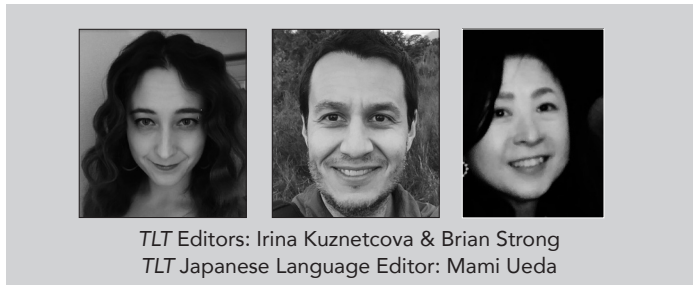 TLT Editors: Irina Kuznetcova & Brian Strong
TLT Japanese Language Editor: Mami Ueda